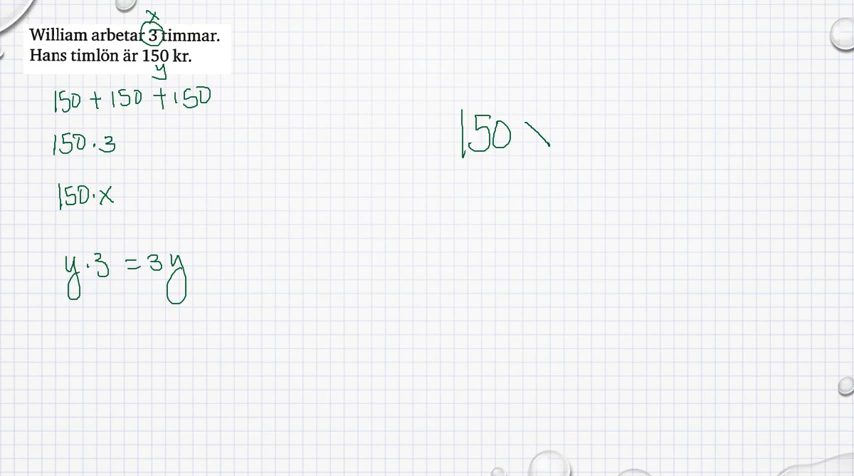 x
William arbetar 3 timmar.
Hans timlön är 150 kr.
y
150 + 150 + 150
150 · 3
150 · x
y · 3 = 3y
150